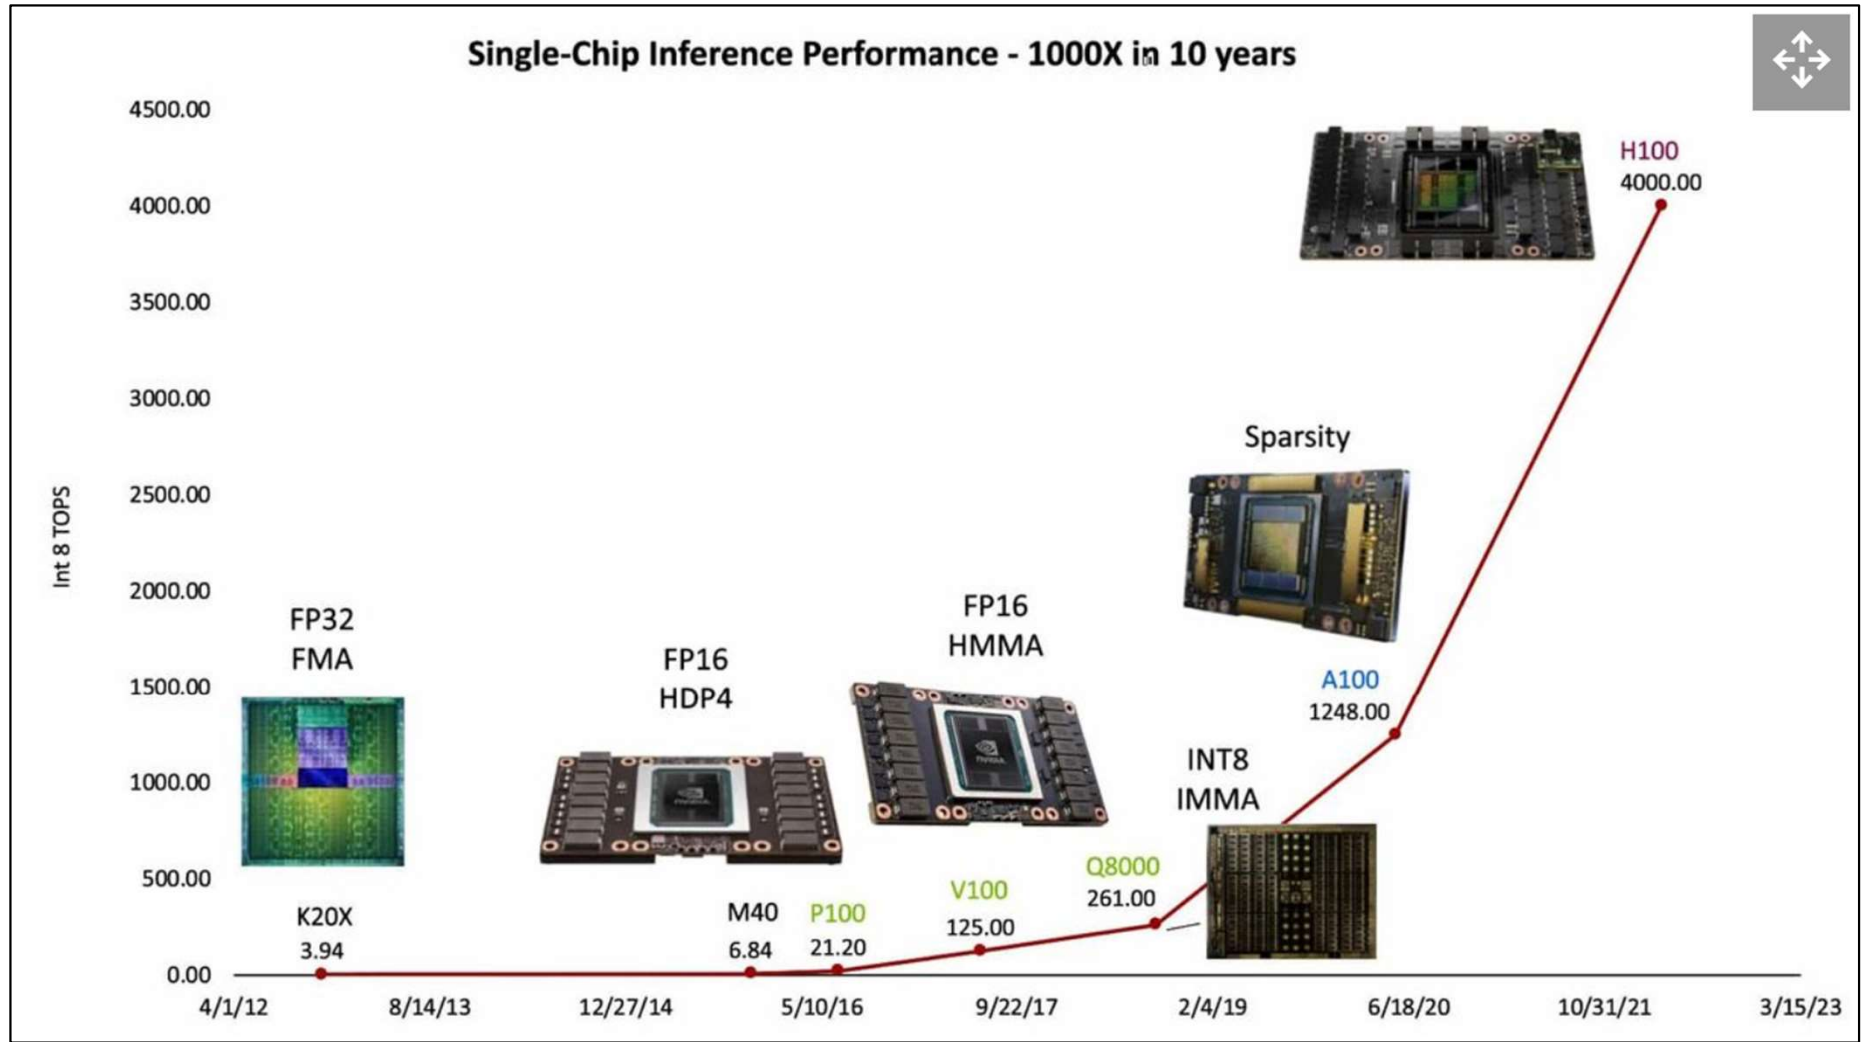 Single-Chip Inference Performance - 1000X in 10 years
4500.00
4000.00
3500.00
3000.00
2500.00
2000.00
1500.00
1000.00
500.00
0.00
Int 8 TOPS
4/1/12
8/14/13
12/27/14
5/10/16
9/22/17
2/4/19
6/18/20
10/31/21
3/15/23
FP32
FMA
K20X
3.94
FP16
HDP4
NVIDIA
M40
6.84
P100
21.20
FP16
HMMA
NVIDIA
V100
125.00
Q8000
261.00
INT8
IMMA
Sparsity
A100
1248.00
H100
4000.00